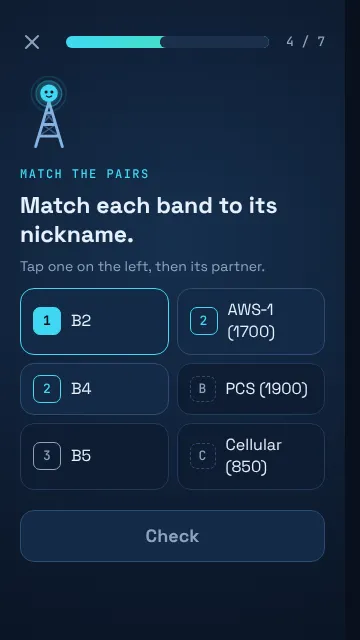 4 / 7
MATCH THE PAIRS
Match each band to its
nickname.
Tap one on the left, then its partner.
1 B2
2 AWS-1
(1700)
2 B4
B PCS (1900)
3 B5
C Cellular
(850)
Check